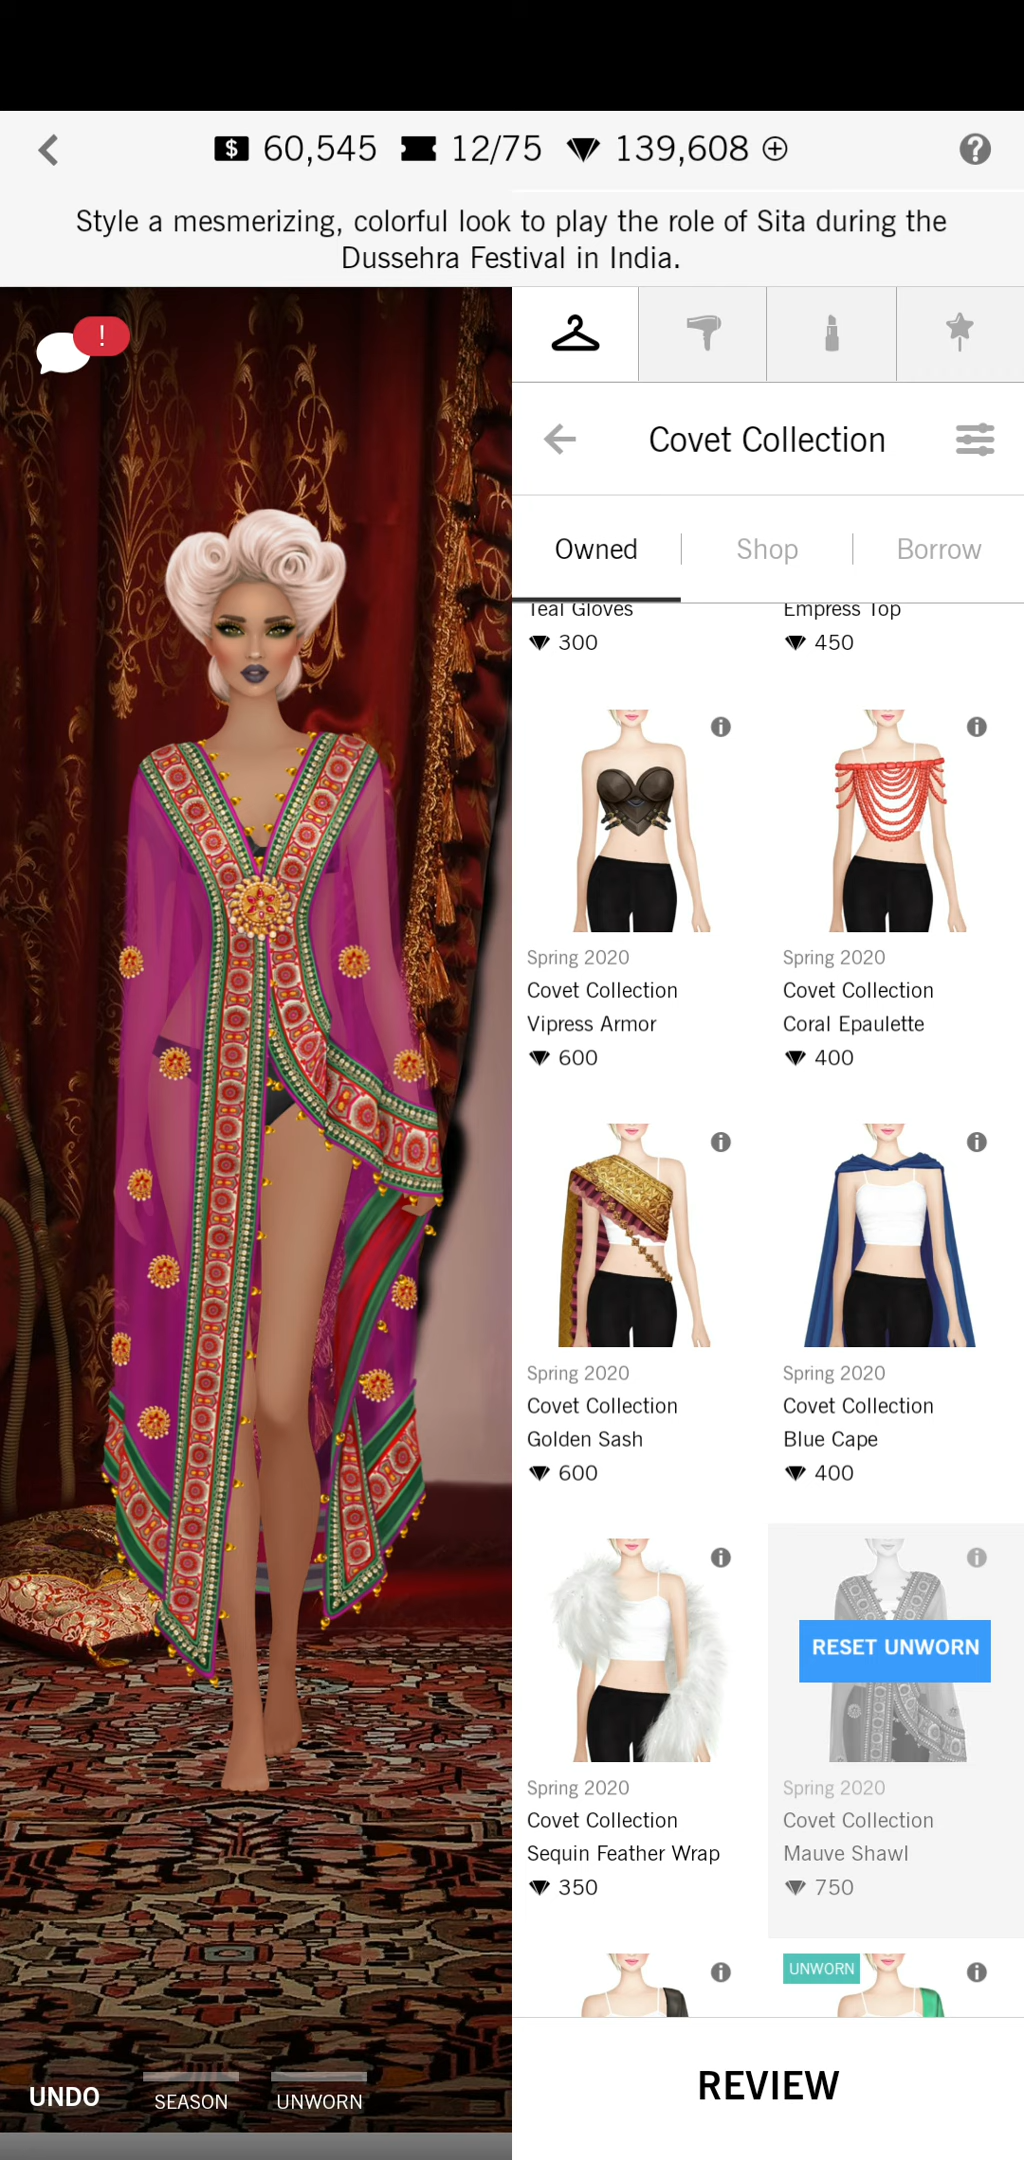 $ 60,545 12/75 139,608
Style a mesmerizing, colorful look to play the role of Sita during the
Dussehra Festival in India.
!
Covet Collection
Owned Shop Borrow
Teal Gloves
300
Empress Top
450
Spring 2020
Covet Collection
Vipress Armor
600
Spring 2020
Covet Collection
Coral Epaulette
400
Spring 2020
Covet Collection
Golden Sash
600
Spring 2020
Covet Collection
Blue Cape
400
Spring 2020
Covet Collection
Sequin Feather Wrap
350
RESET UNWORN
Spring 2020
Covet Collection
Mauve Shawl
750
UNWORN
UNDO
SEASON
UNWORN
REVIEW